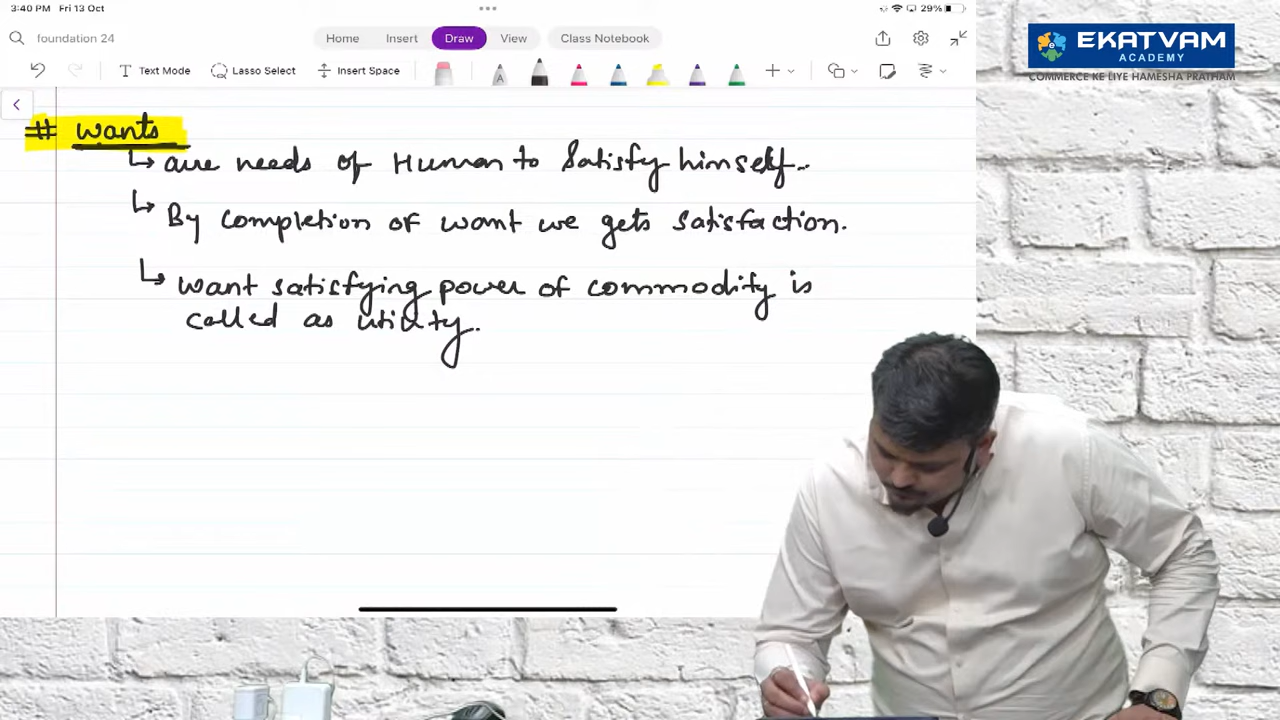 3:40 PM Fri 13 Oct
29%
foundation 24
Home Insert Draw View Class Notebook
Text Mode Lasso Select Insert Space
EKATVAM
ACADEMY
COMMERCE KE LIYE HAMESHA PRATHAM
# Wants
↳ are needs of Human to Satisfy himself.
↳ By completion of want we gets satisfaction.
↳ want satisfying power of commodity is
called as utility.